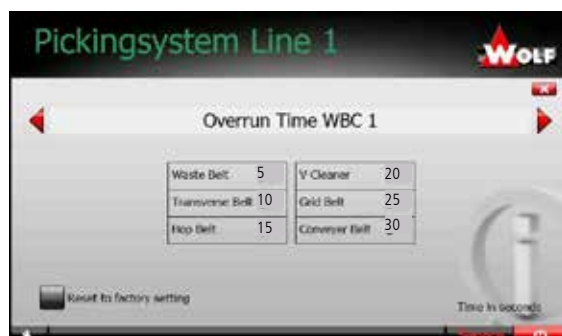 Pickingsystem Line 1
WOLF
Overrun Time WBC 1
Waste Belt 5 V-Cleaner 20
Transverse Belt 10 Grid Belt 25
Hop Belt 15 Conveyer Belt 30
Reset to factory setting
Time in seconds